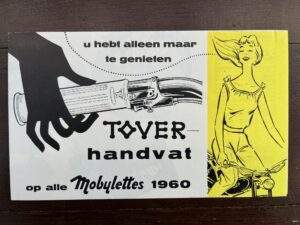 u hebt alleen maar
te genieten
TOVER
handvat
op alle Mobylettes 1960